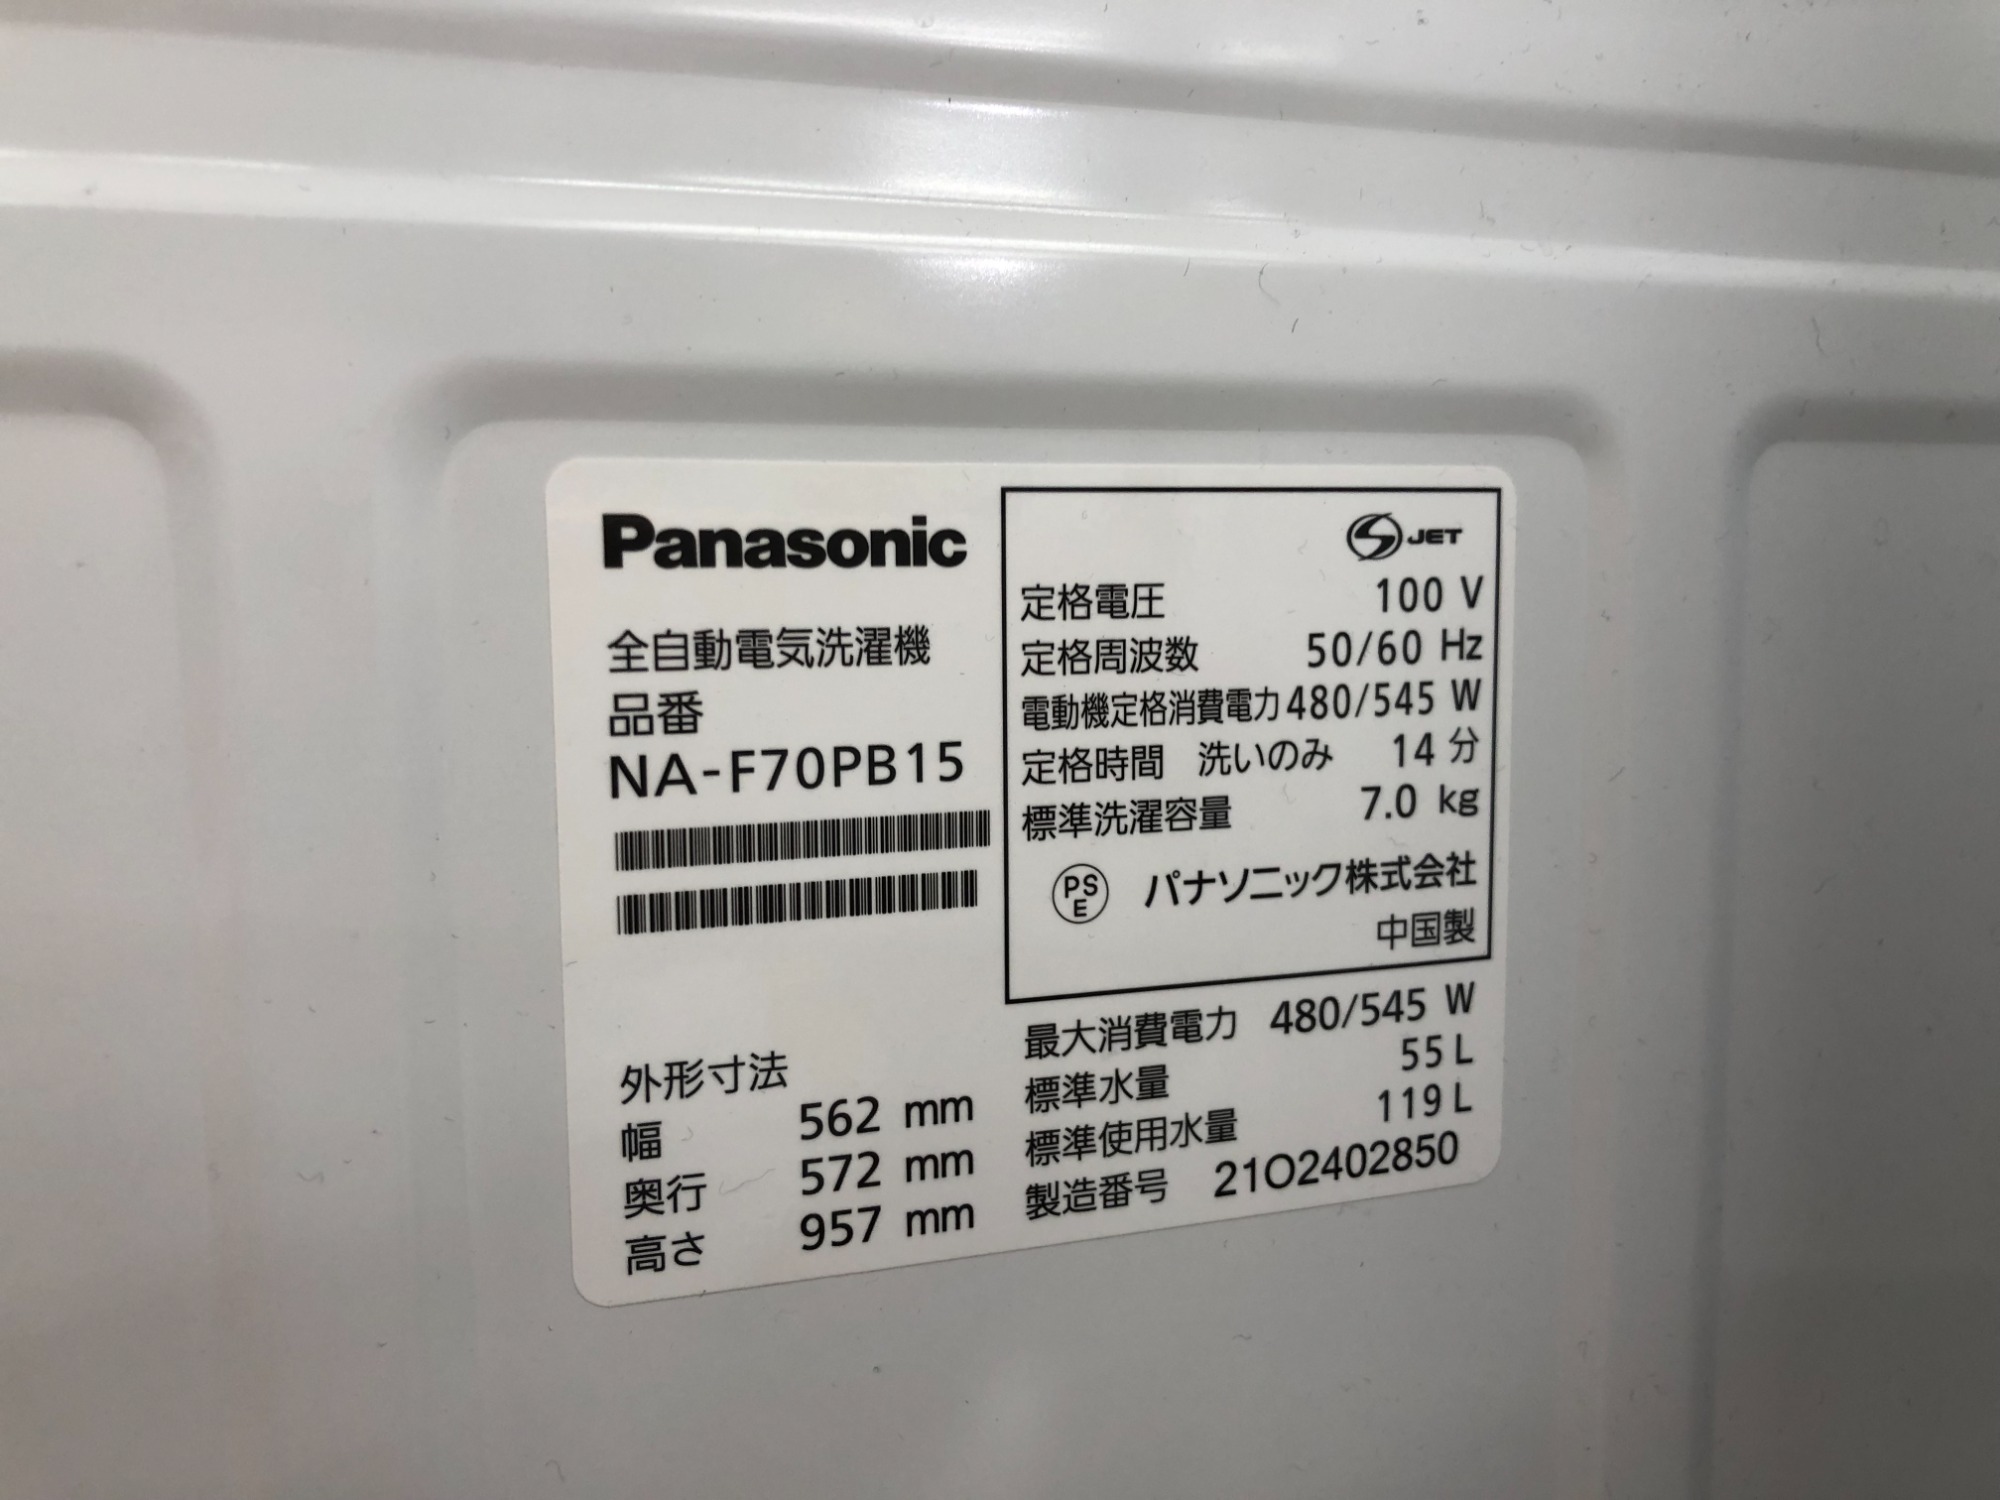 Panasonic
全自動電気洗濯機
品番
NA-F70PB15
外形寸法
幅 562 mm
奥行 572 mm
高さ 957 mm
S JET
定格電圧 100 V
定格周波数 50/60 Hz
電動機定格消費電力 480/545 W
定格時間 洗いのみ 14 分
標準洗濯容量 7.0 kg
PS
E
パナソニック株式会社
中国製
最大消費電力 480/545 W
標準水量 55 L
標準使用水量 119 L
製造番号 21O2402850